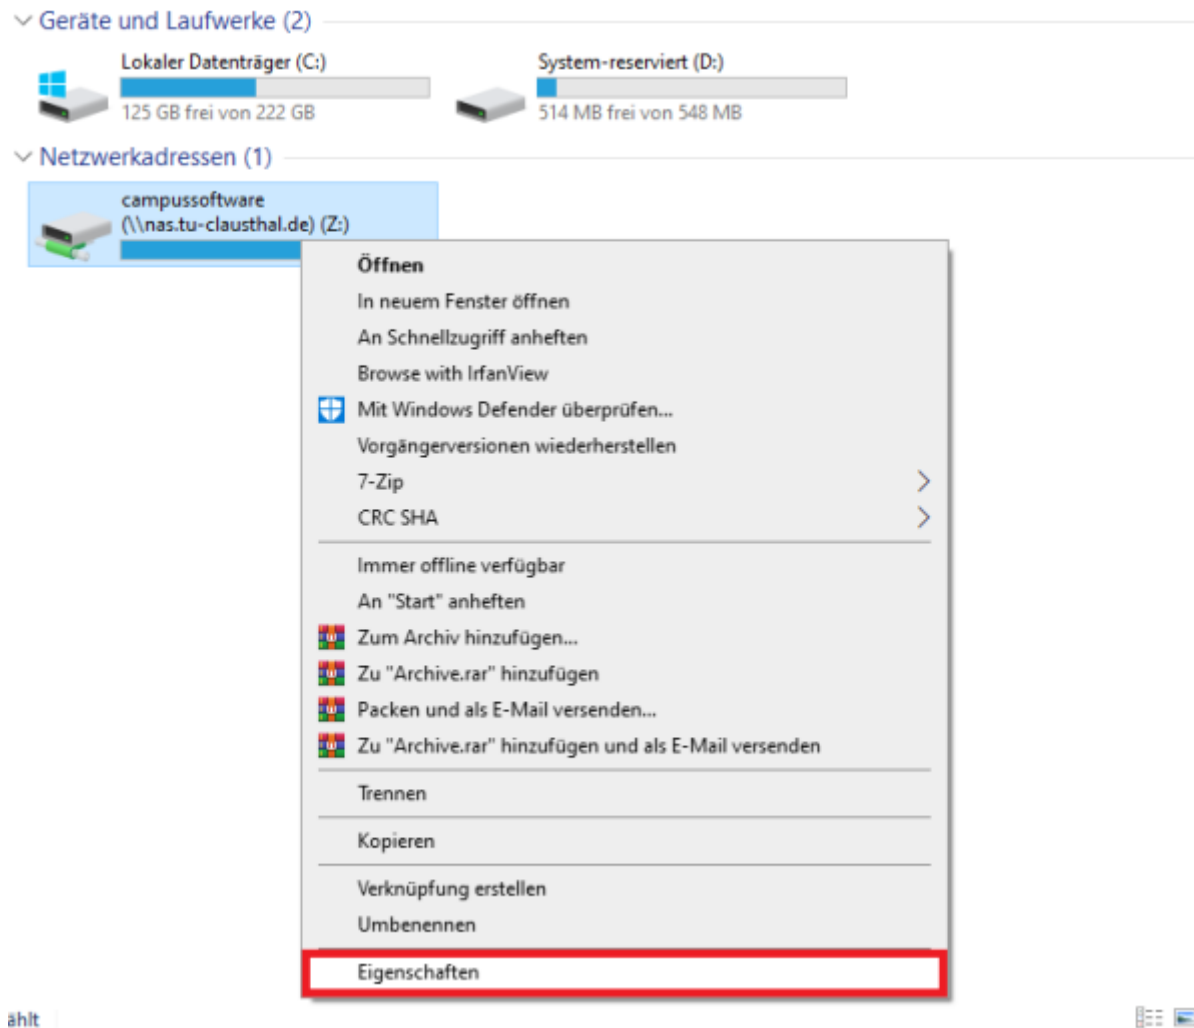 Geräte und Laufwerke (2)
Lokaler Datenträger (C:)
125 GB frei von 222 GB
System-reserviert (D:)
514 MB frei von 548 MB
Netzwerkadressen (1)
campussoftware
(\\nas.tu-clausthal.de) (Z:)
Öffnen
In neuem Fenster öffnen
An Schnellzugriff anheften
Browse with IrfanView
Mit Windows Defender überprüfen...
Vorgängerversionen wiederherstellen
7-Zip
CRC SHA
Immer offline verfügbar
An "Start" anheften
Zum Archiv hinzufügen...
Zu "Archive.rar" hinzufügen
Packen und als E-Mail versenden...
Zu "Archive.rar" hinzufügen und als E-Mail versenden
Trennen
Kopieren
Verknüpfung erstellen
Umbenennen
Eigenschaften
ählt